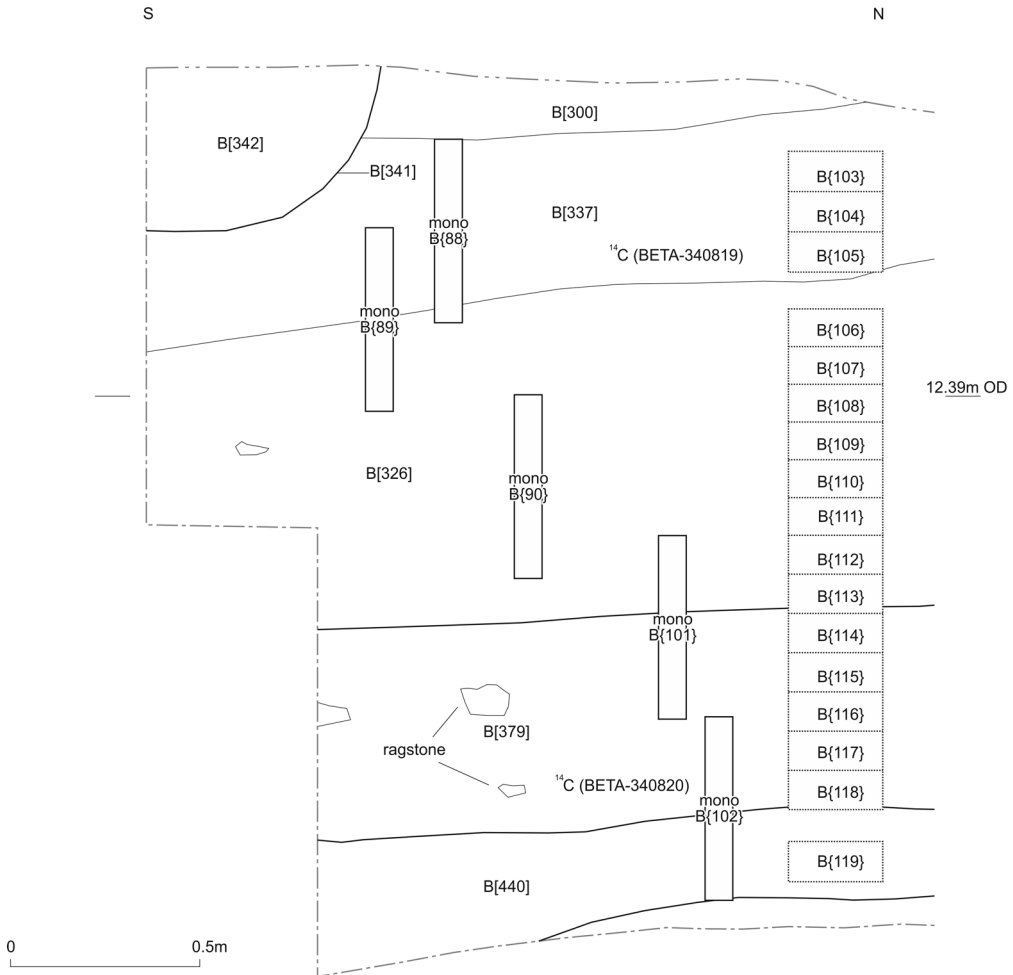 S N
B[300]
B[342]
B[341]
B{103}
B[337]
B{104}
mono
B{88}
14C (BETA-340819)
B{105}
mono
B{89}
B{106}
B{107}
12.39m OD
B{108}
B{109}
B[326]
mono
B{90}
B{110}
B{111}
B{112}
B{113}
mono
B{101}
B{114}
B{115}
B{116}
B[379]
ragstone
B{117}
14C (BETA-340820)
B{118}
mono
B{102}
B{119}
B[440]
0 0.5m